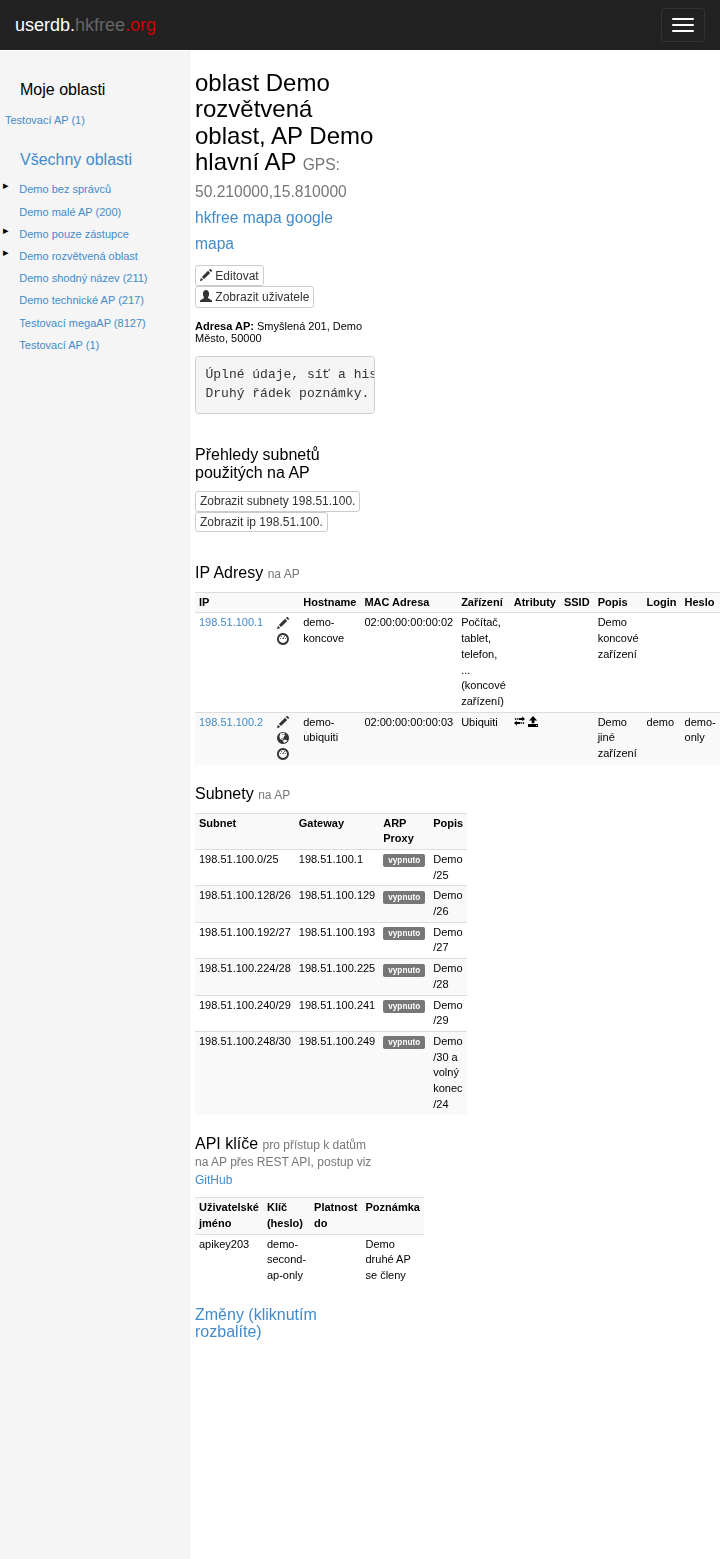 userdb.hkfree.org
Moje oblasti
Testovací AP (1)
Všechny oblasti
Demo bez správců
Demo malé AP (200)
Demo pouze zástupce
Demo rozvětvená oblast
Demo shodný název (211)
Demo technické AP (217)
Testovací megaAP (8127)
Testovací AP (1)
oblast Demo
rozvětvená
oblast, AP Demo
hlavní AP GPS:
50.210000,15.810000
hkfree mapa google
mapa
Editovat
Zobrazit uživatele
Adresa AP: Smyšlená 201, Demo
Město, 50000
Úplné údaje, síť a his
Druhý řádek poznámky.
Přehledy subnetů
použitých na AP
Zobrazit subnety 198.51.100.
Zobrazit ip 198.51.100.
IP Adresy na AP
IP Hostname MAC Adresa Zařízení Atributy SSID Popis Login Heslo
198.51.100.1 demo- 02:00:00:00:00:02 Počítač, Demo
koncove tablet, koncové
telefon, zařízení
...
(koncové
zařízení)
198.51.100.2 demo- 02:00:00:00:00:03 Ubiquiti Demo demo demo-
ubiquiti jiné only
zařízení
Subnety na AP
Subnet Gateway ARP Popis
Proxy
198.51.100.0/25 198.51.100.1 vypnuto Demo
/25
198.51.100.128/26 198.51.100.129 vypnuto Demo
/26
198.51.100.192/27 198.51.100.193 vypnuto Demo
/27
198.51.100.224/28 198.51.100.225 vypnuto Demo
/28
198.51.100.240/29 198.51.100.241 vypnuto Demo
/29
198.51.100.248/30 198.51.100.249 vypnuto Demo
/30 a
volný
konec
/24
API klíče pro přístup k datům
na AP přes REST API, postup viz
GitHub
Uživatelské Klíč Platnost Poznámka
jméno (heslo) do
apikey203 demo- Demo
second- druhé AP
ap-only se členy
Změny (kliknutím
rozbalíte)